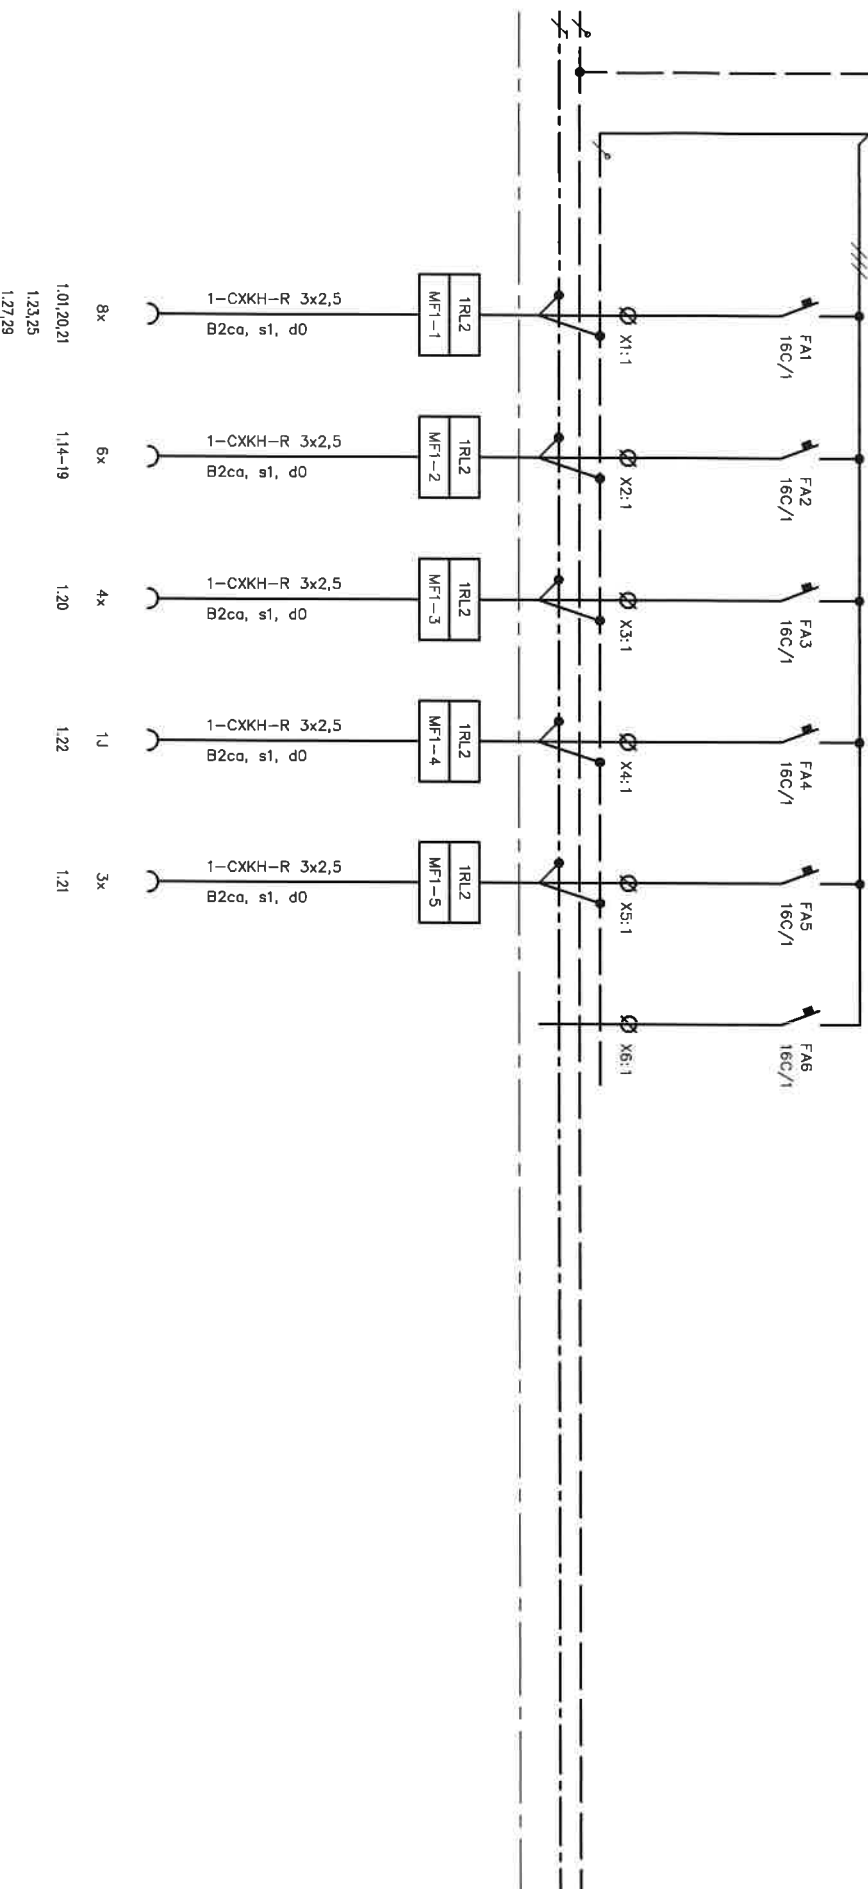 FA1
16C/1
X1:1
1RL2
MF1-1
1-CXKH-R 3x2,5
B2ca, s1, d0
8x
1.01,20,21
1.23,25
1.27,29
FA2
16C/1
X2:1
1RL2
MF1-2
1-CXKH-R 3x2,5
B2ca, s1, d0
6x
1.14-19
FA3
16C/1
X3:1
1RL2
MF1-3
1-CXKH-R 3x2,5
B2ca, s1, d0
4x
1.20
FA4
16C/1
X4:1
1RL2
MF1-4
1-CXKH-R 3x2,5
B2ca, s1, d0
1J
1.22
FA5
16C/1
X5:1
1RL2
MF1-5
1-CXKH-R 3x2,5
B2ca, s1, d0
3x
1.21
FA6
16C/1
X6:1